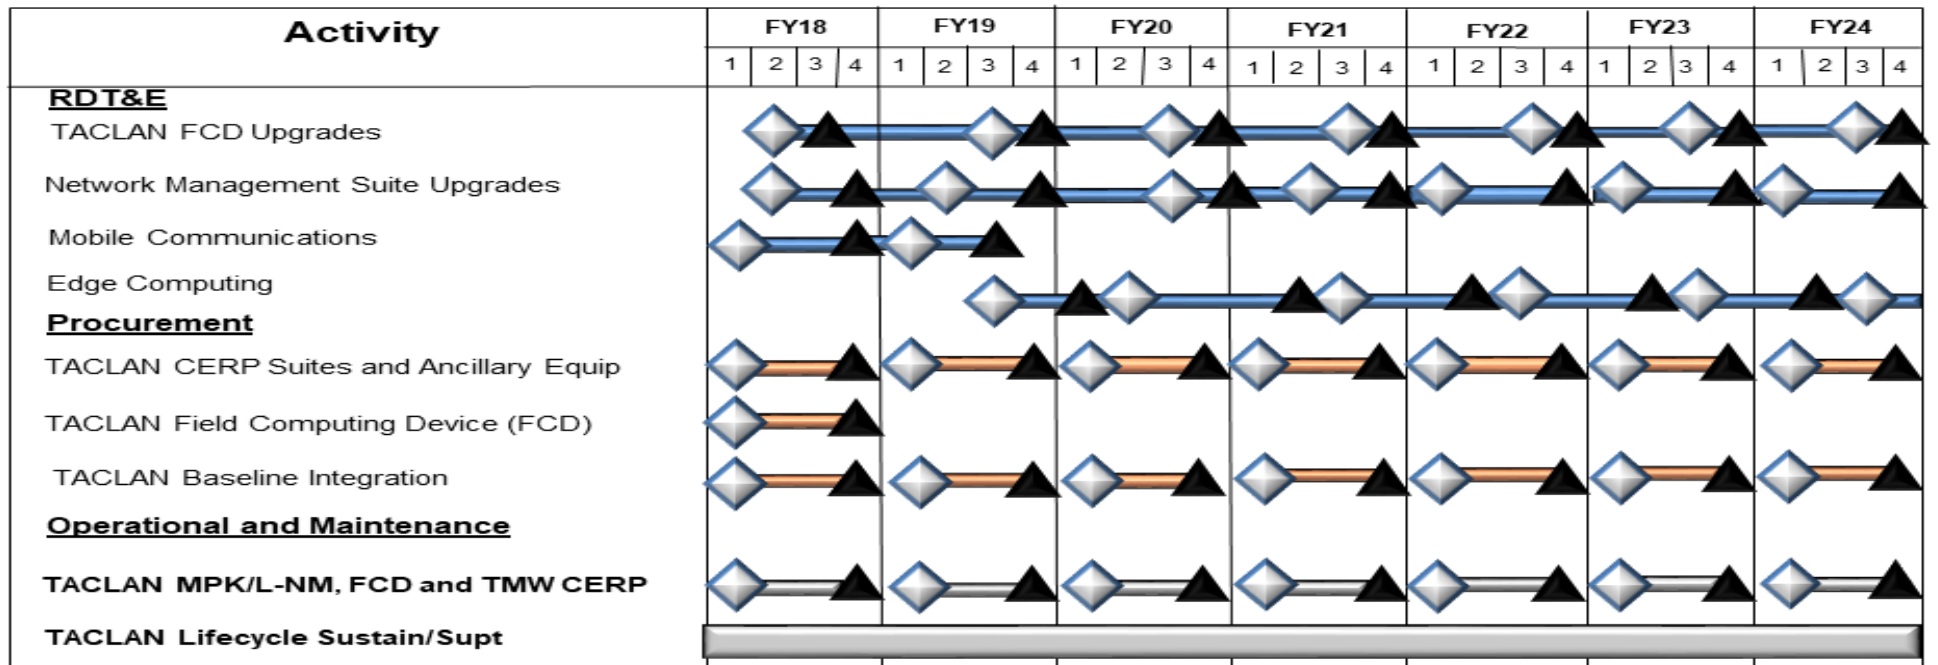 Activity FY18 FY19 FY20 FY21 FY22 FY23 FY24
1 2 3 4 1 2 3 4 1 2 3 4 1 2 3 4 1 2 3 4 1 2 3 4 1 2 3 4
RDT&E
TACLAN FCD Upgrades
Network Management Suite Upgrades
Mobile Communications
Edge Computing
Procurement
TACLAN CERP Suites and Ancillary Equip
TACLAN Field Computing Device (FCD)
TACLAN Baseline Integration
Operational and Maintenance
TACLAN MPK/L-NM, FCD and TMW CERP
TACLAN Lifecycle Sustain/Supt